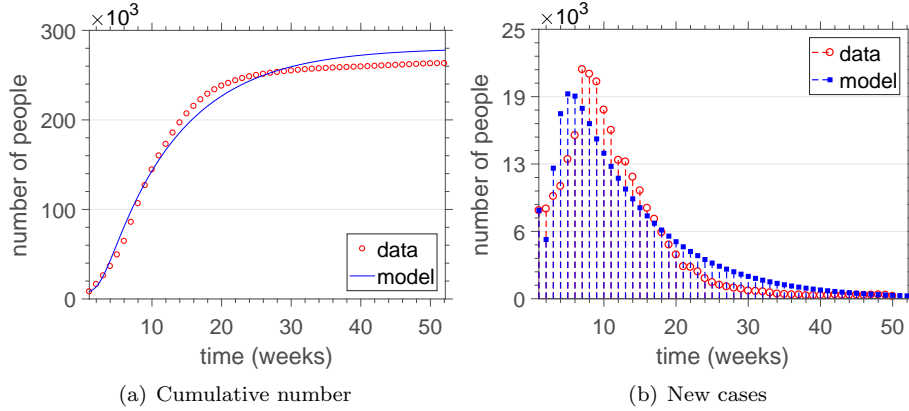 ×10³
300
200
100
0
10 20 30 40 50
number of people
time (weeks)
data
model
(a) Cumulative number
×10³
25
19
13
6
0
10 20 30 40 50
number of people
time (weeks)
data
model
(b) New cases